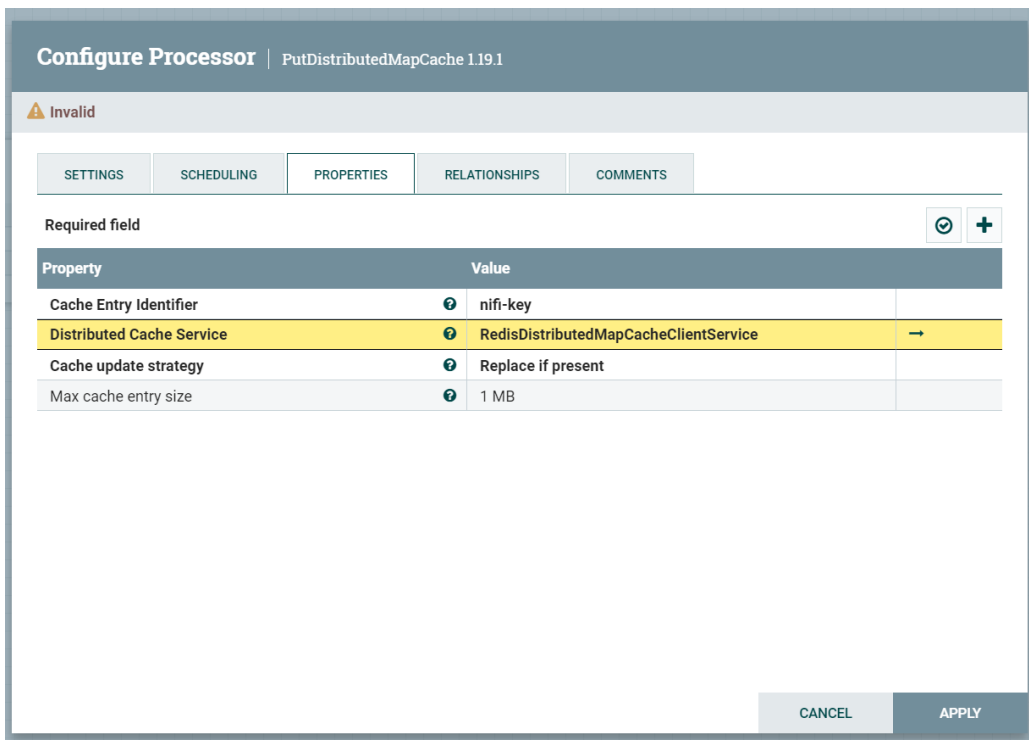 Configure Processor | PutDistributedMapCache 1.19.1
Invalid
SETTINGS SCHEDULING PROPERTIES RELATIONSHIPS COMMENTS
Required field
Property Value
Cache Entry Identifier nifi-key
Distributed Cache Service RedisDistributedMapCacheClientService
Cache update strategy Replace if present
Max cache entry size 1 MB
CANCEL APPLY